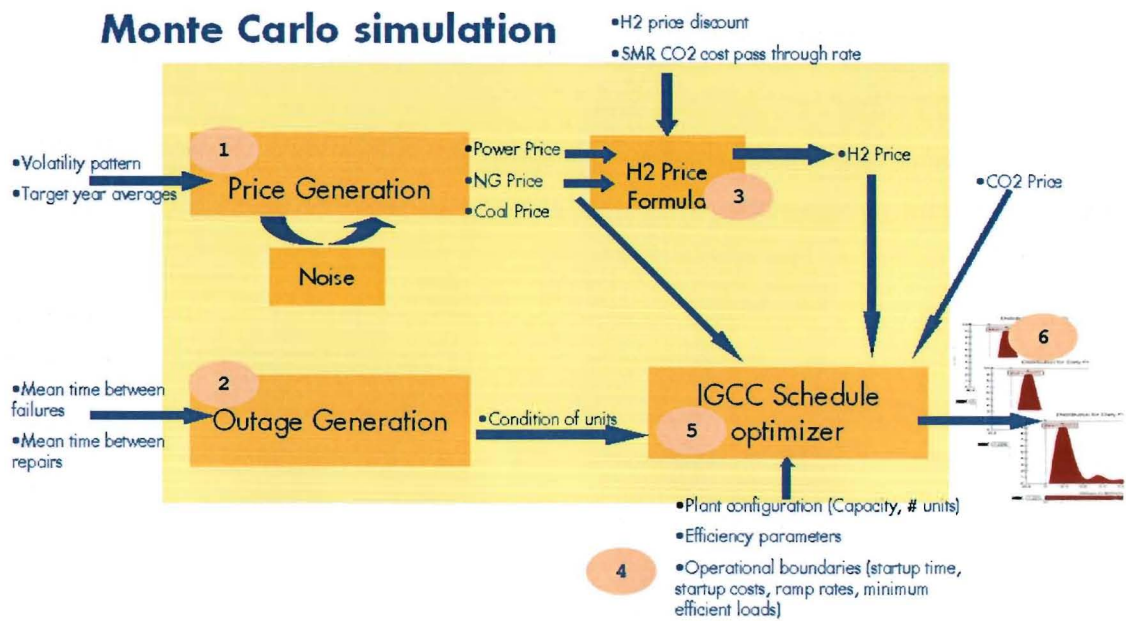 Monte Carlo simulation
•H2 price discount
•SMR CO2 cost pass through rate
1
Price Generation
•Volatility pattern
•Target year averages
•Power Price
•NG Price
•Coal Price
H2 Price
Formula
3
•H2 Price
•CO2 Price
Noise
2
Outage Generation
•Mean time between
failures
•Mean time between
repairs
•Condition of units
IGCC Schedule
optimizer
5
6
•Plant configuration (Capacity, # units)
•Efficiency parameters
4
•Operational boundaries (startup time,
startup costs, ramp rates, minimum
efficient loads)